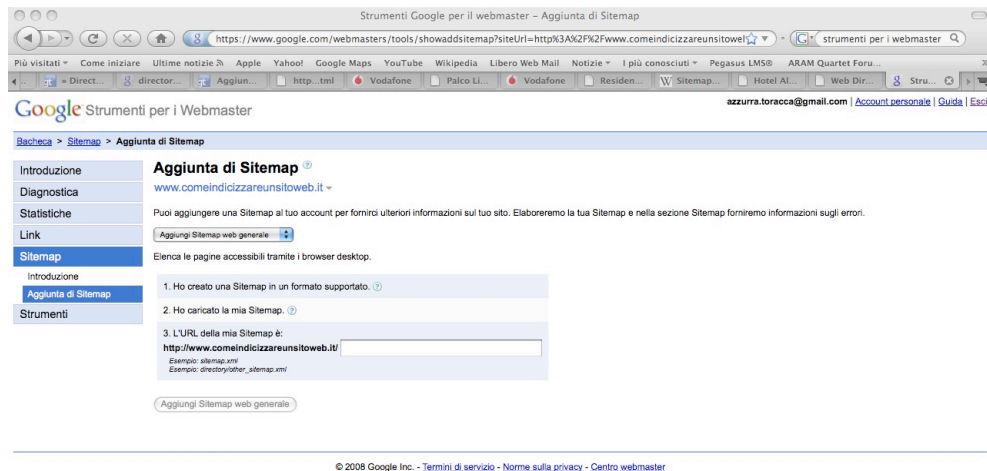 Strumenti Google per il webmaster – Aggiunta di Sitemap
https://www.google.com/webmasters/tools/showaddsitemap?siteUrl=http%3A%2F%2Fwww.comeindicizzareunsitowel
strumenti per i webmaster
Più visitati Come iniziare Ultime notizie Apple Yahoo! Google Maps YouTube Wikipedia Libero Web Mail Notizie I più conosciuti Pegasus LMS® ARAM Quartet Foru...
= Direct... director... Aggiun... http...tml Vodafone Palco Li... Vodafone Residen... Sitemap... Hotel Al... Web Dir... Stru...
Google Strumenti per i Webmaster
azzurra.toracca@gmail.com | Account personale | Guida | Esci
Bacheca > Sitemap > Aggiunta di Sitemap
Introduzione
Diagnostica
Statistiche
Link
Sitemap
Introduzione
Aggiunta di Sitemap
Strumenti
Aggiunta di Sitemap
www.comeindicizzareunsitoweb.it
Puoi aggiungere una Sitemap al tuo account per fornirci ulteriori informazioni sul tuo sito. Elaboreremo la tua Sitemap e nella sezione Sitemap forniremo informazioni sugli errori.
Aggiungi Sitemap web generale
Elenca le pagine accessibili tramite i browser desktop.
1. Ho creato una Sitemap in un formato supportato.
2. Ho caricato la mia Sitemap.
3. L'URL della mia Sitemap è:
http://www.comeindicizzareunsitoweb.it/
Esempio: sitemap.xml
Esempio: directory/other_sitemap.xml
Aggiungi Sitemap web generale
© 2008 Google Inc. - Termini di servizio - Norme sulla privacy - Centro webmaster